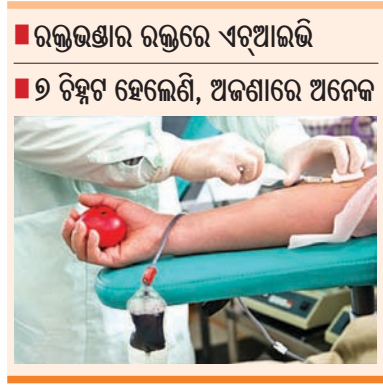 ରକ୍ତଭଣ୍ଡାର ରକ୍ତରେ ଏଚ୍ଆଇଭି
୭ ଚିହ୍ନଟ ହେଲେଣି, ଅଜଣାରେ ଅନେକ